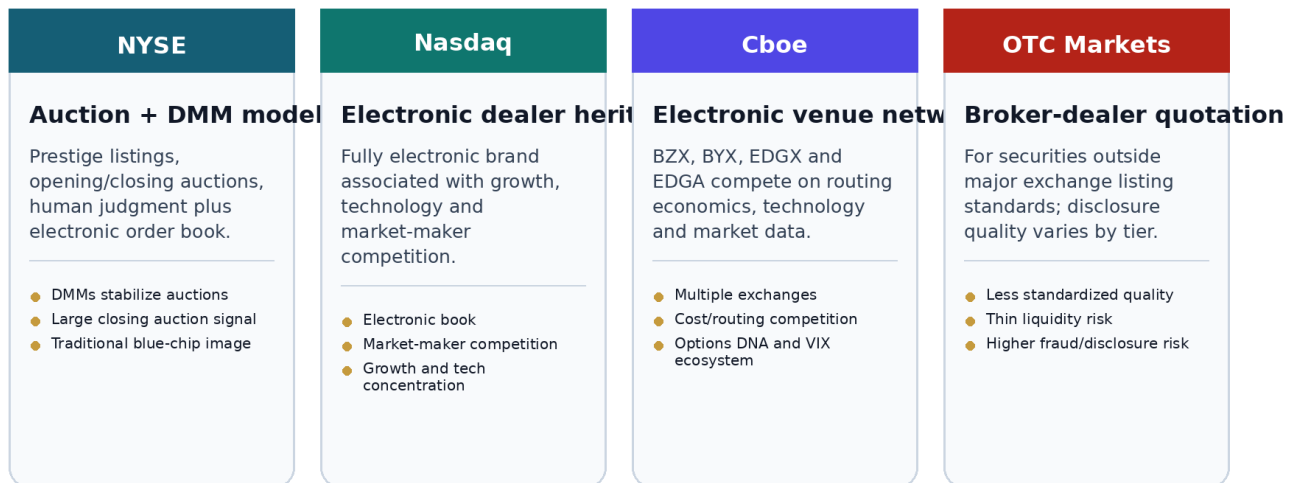 NYSE
Auction + DMM model
Prestige listings,
opening/closing auctions,
human judgment plus
electronic order book.
DMMs stabilize auctions
Large closing auction signal
Traditional blue-chip image
Nasdaq
Electronic dealer herit
Fully electronic brand
associated with growth,
technology and
market-maker
competition.
Electronic book
Market-maker competition
Growth and tech
concentration
Cboe
Electronic venue netw
BZX, BYX, EDGX and
EDGA compete on routing
economics, technology
and market data.
Multiple exchanges
Cost/routing competition
Options DNA and VIX
ecosystem
OTC Markets
Broker-dealer quotation
For securities outside
major exchange listing
standards; disclosure
quality varies by tier.
Less standardized quality
Thin liquidity risk
Higher fraud/disclosure risk